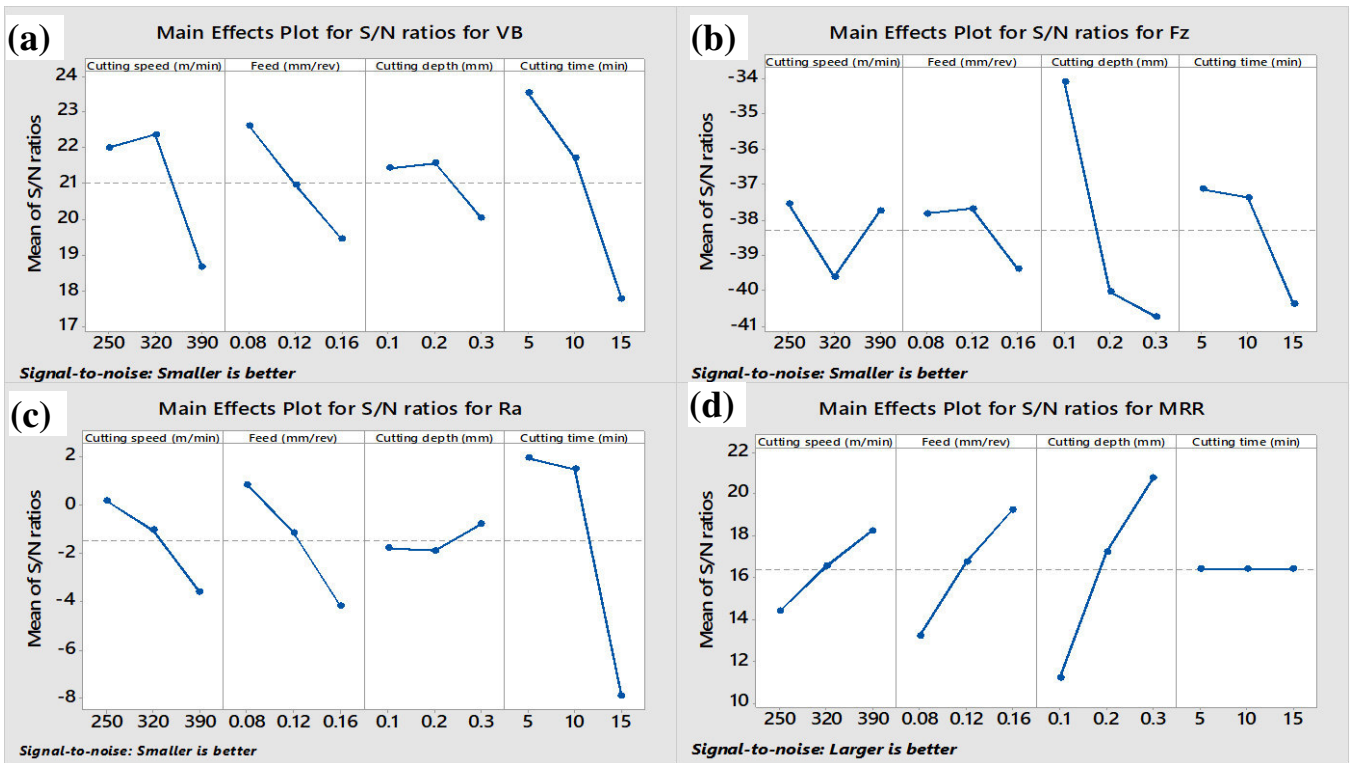 (a)
Main Effects Plot for S/N ratios for VB
Cutting speed (m/min) Feed (mm/rev) Cutting depth (mm) Cutting time (min)
Mean of S/N ratios
24
23
22
21
20
19
18
17
250 320 390 0.08 0.12 0.16 0.1 0.2 0.3 5 10 15
Signal-to-noise: Smaller is better
(b)
Main Effects Plot for S/N ratios for Fz
Cutting speed (m/min) Feed (mm/rev) Cutting depth (mm) Cutting time (min)
Mean of S/N ratios
-34
-35
-36
-37
-38
-39
-40
-41
250 320 390 0.08 0.12 0.16 0.1 0.2 0.3 5 10 15
Signal-to-noise: Smaller is better
(c)
Main Effects Plot for S/N ratios for Ra
Cutting speed (m/min) Feed (mm/rev) Cutting depth (mm) Cutting time (min)
Mean of S/N ratios
2
0
-2
-4
-6
-8
250 320 390 0.08 0.12 0.16 0.1 0.2 0.3 5 10 15
Signal-to-noise: Smaller is better
(d)
Main Effects Plot for S/N ratios for MRR
Cutting speed (m/min) Feed (mm/rev) Cutting depth (mm) Cutting time (min)
Mean of S/N ratios
22
20
18
16
14
12
10
250 320 390 0.08 0.12 0.16 0.1 0.2 0.3 5 10 15
Signal-to-noise: Larger is better